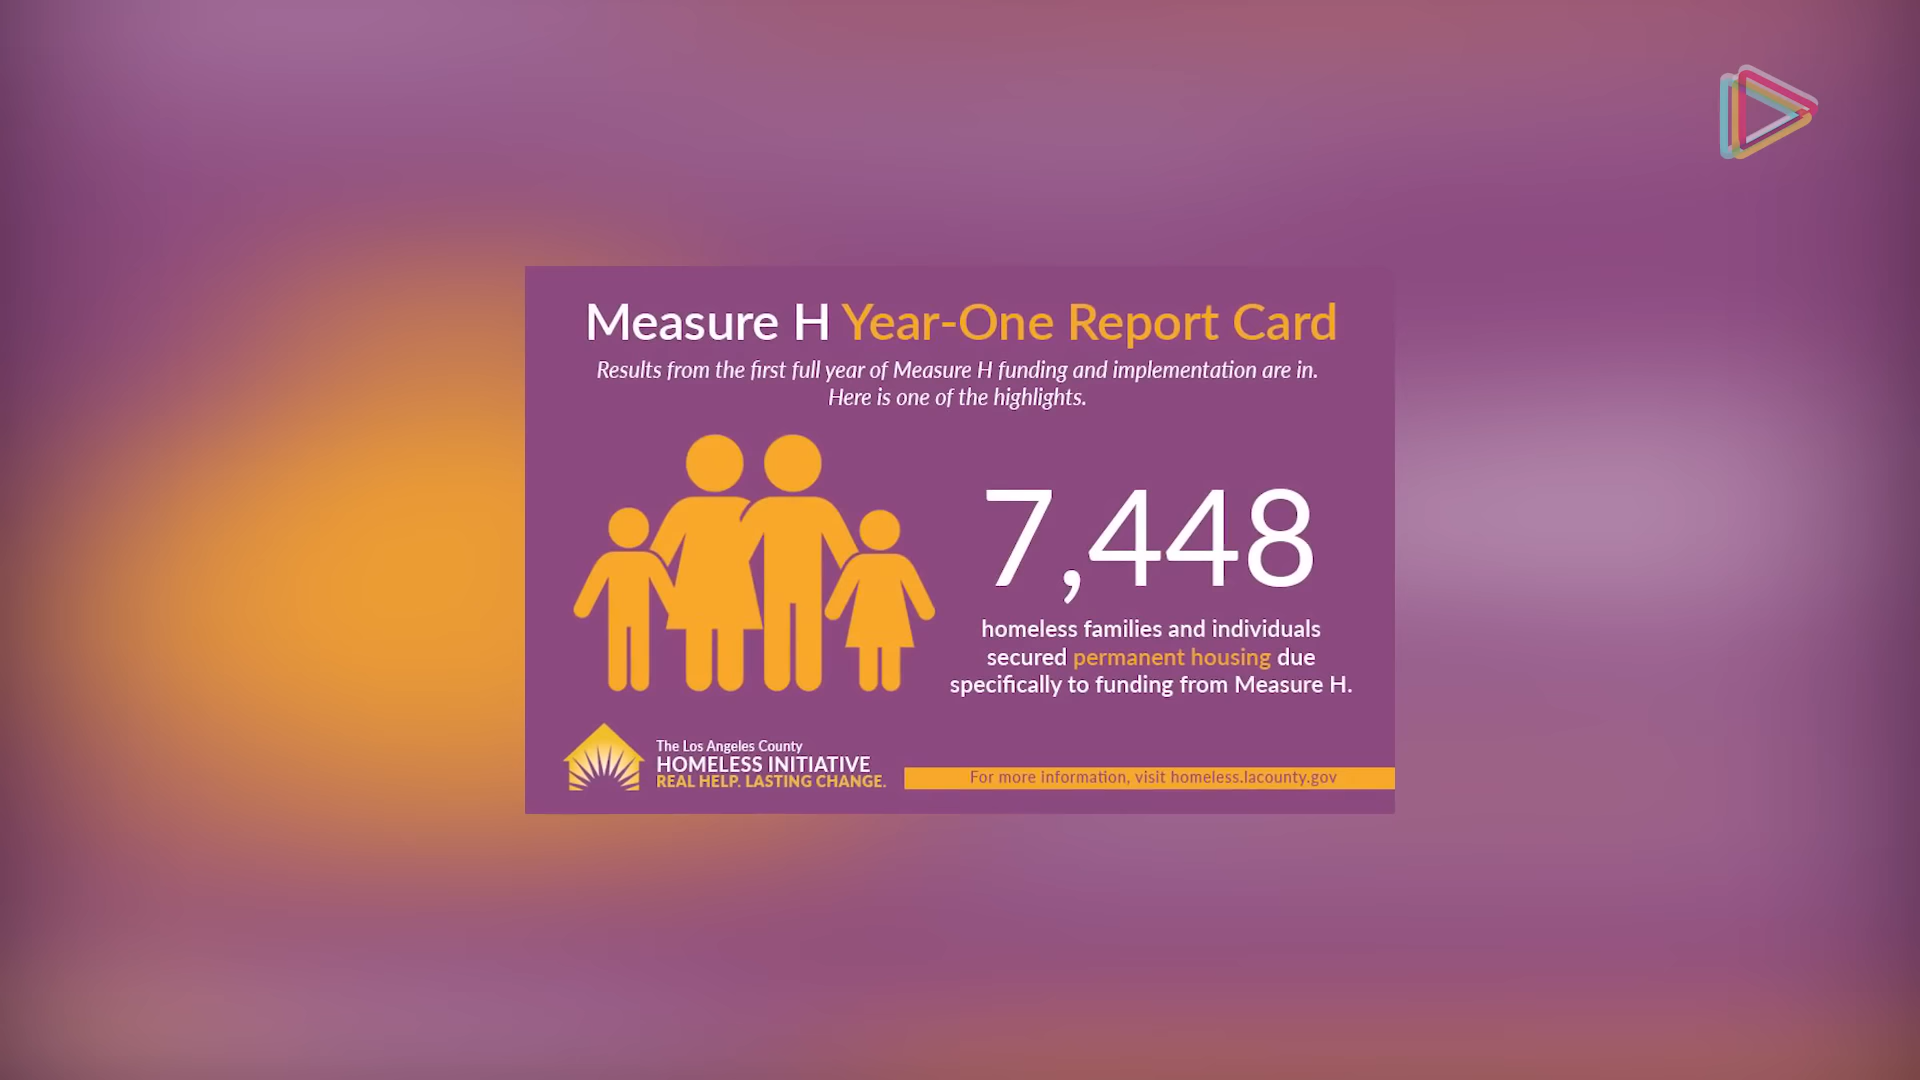 Measure H Year-One Report Card
Results from the first full year of Measure H funding and implementation are in.
Here is one of the highlights.
7,448
homeless families and individuals
secured permanent housing due
specifically to funding from Measure H.
The Los Angeles County
HOMELESS INITIATIVE
REAL HELP. LASTING CHANGE.
For more information, visit homeless.lacounty.gov